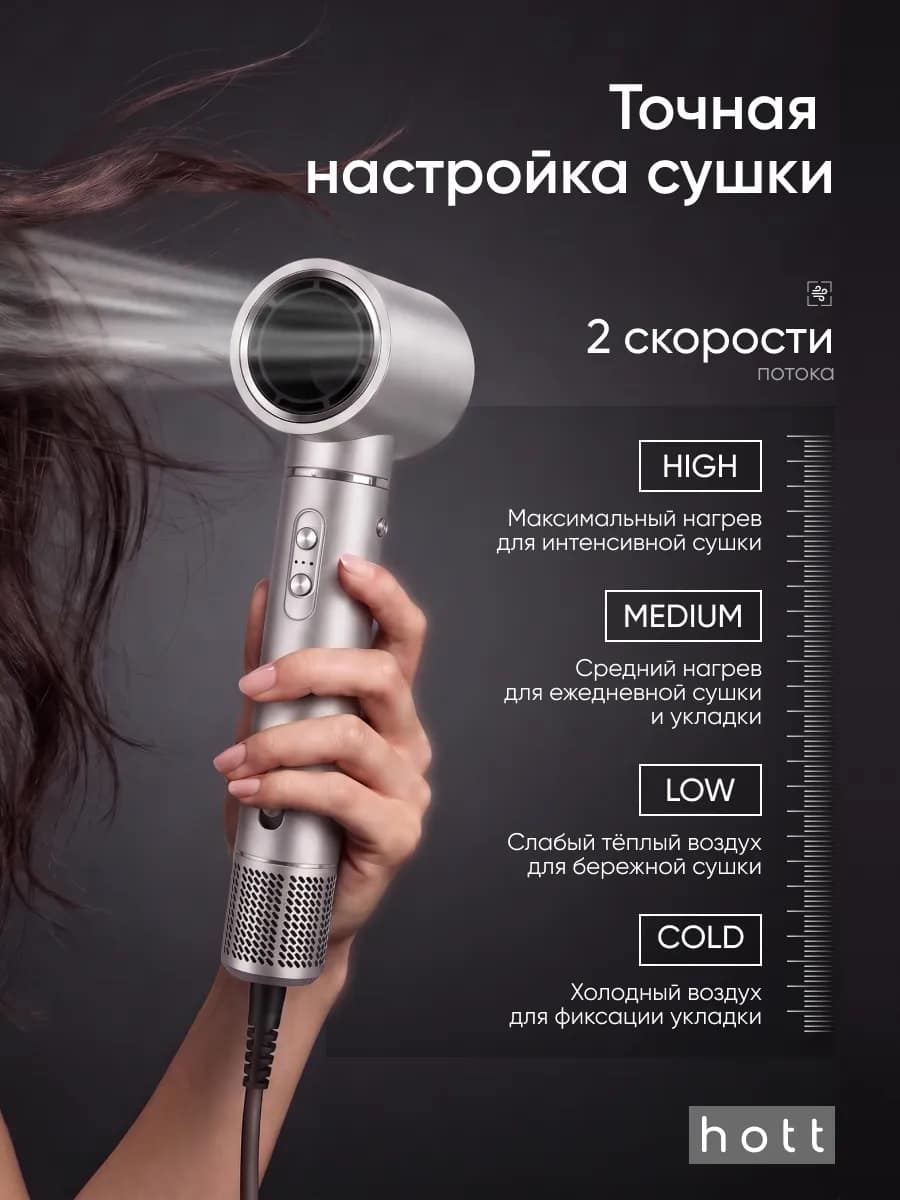 Точная
настройка сушки
2 скорости
потока
HIGH
Максимальный нагрев
для интенсивной сушки
MEDIUM
Средний нагрев
для ежедневной сушки
и укладки
LOW
Слабый тёплый воздух
для бережной сушки
COLD
Холодный воздух
для фиксации укладки
hott